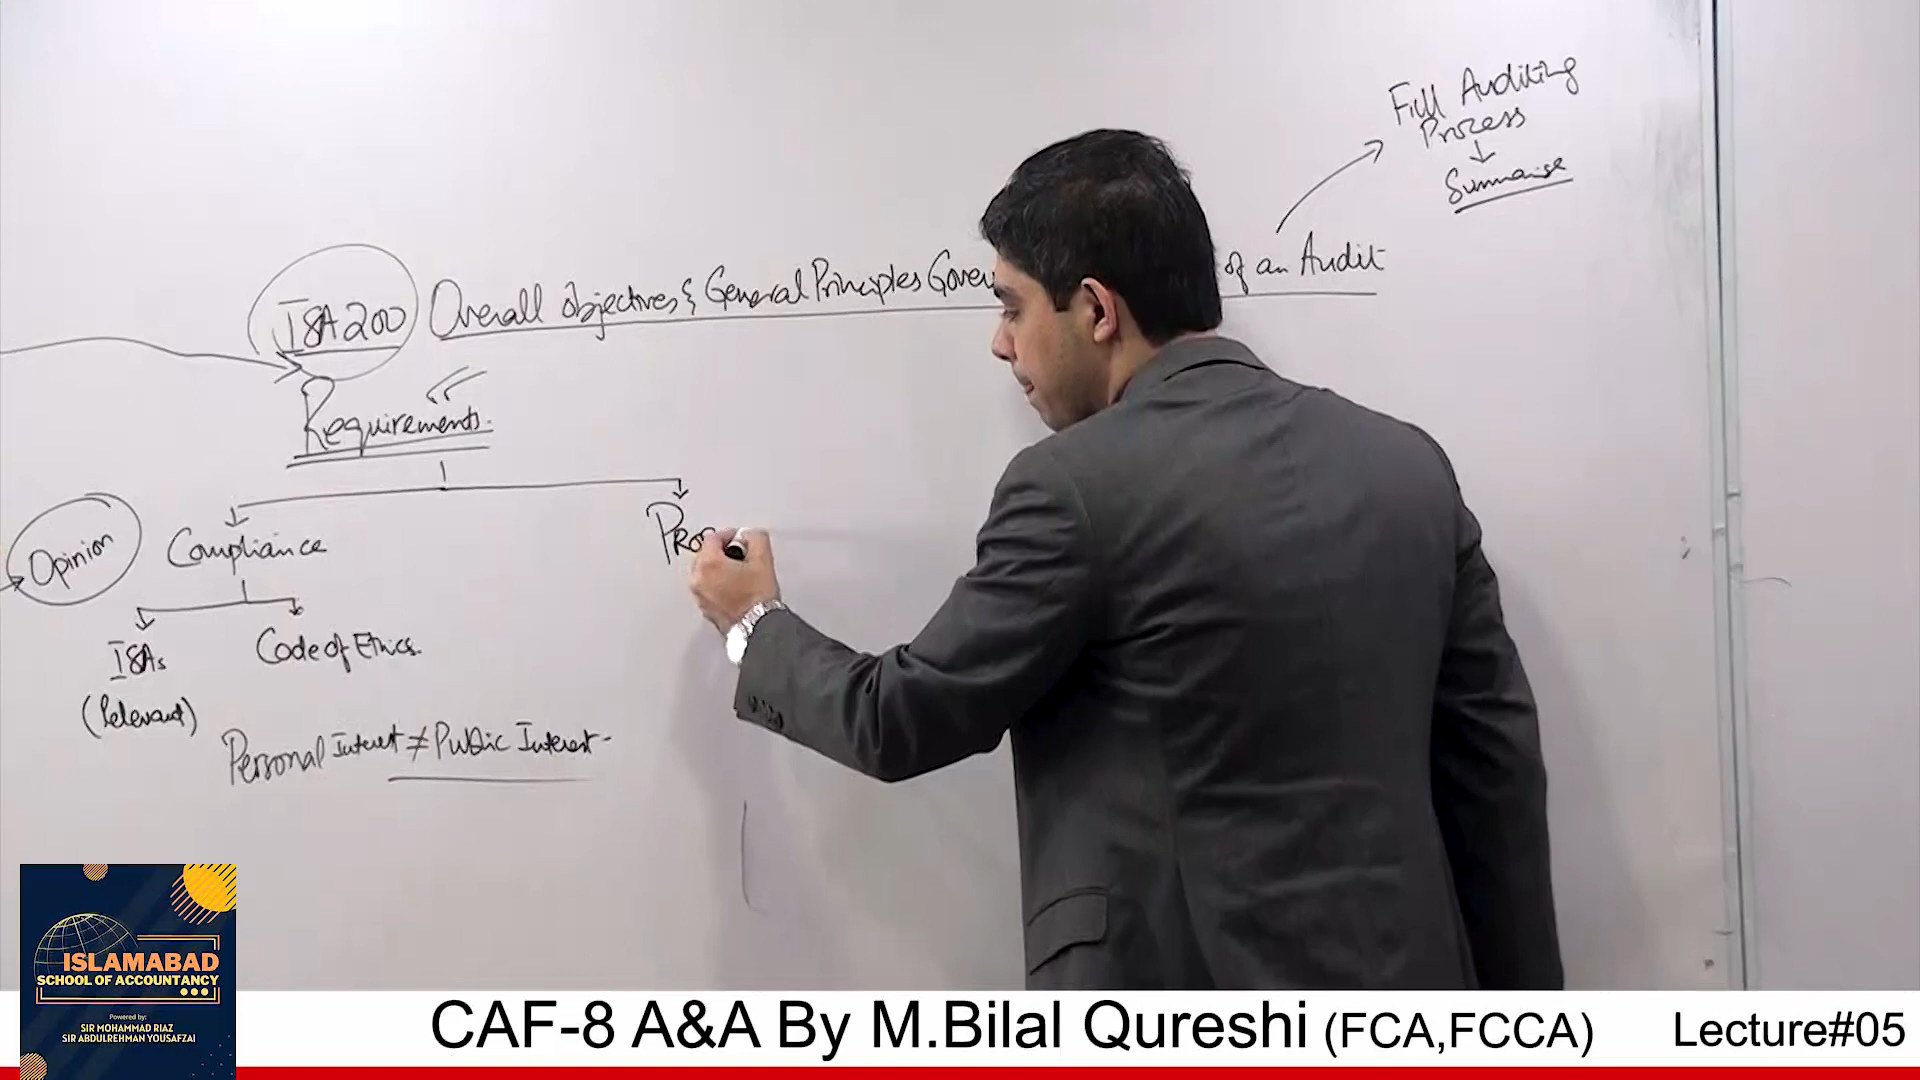 Full Auditing
Process
Summarise
ISA 200 Overall objectives & General Principles Gover
of an Audit
Requirements.
Opinion
Compliance
Pro
ISAs
(Relevant)
Code of Ethics.
Personal Interest ≠ Public Interest-
ISLAMABAD
SCHOOL OF ACCOUNTANCY
Powered by:
SIR MOHAMMAD RIAZ
SIR ABDULREHMAN YOUSAFZAI
CAF-8 A&A By M.Bilal Qureshi (FCA,FCCA)
Lecture#05